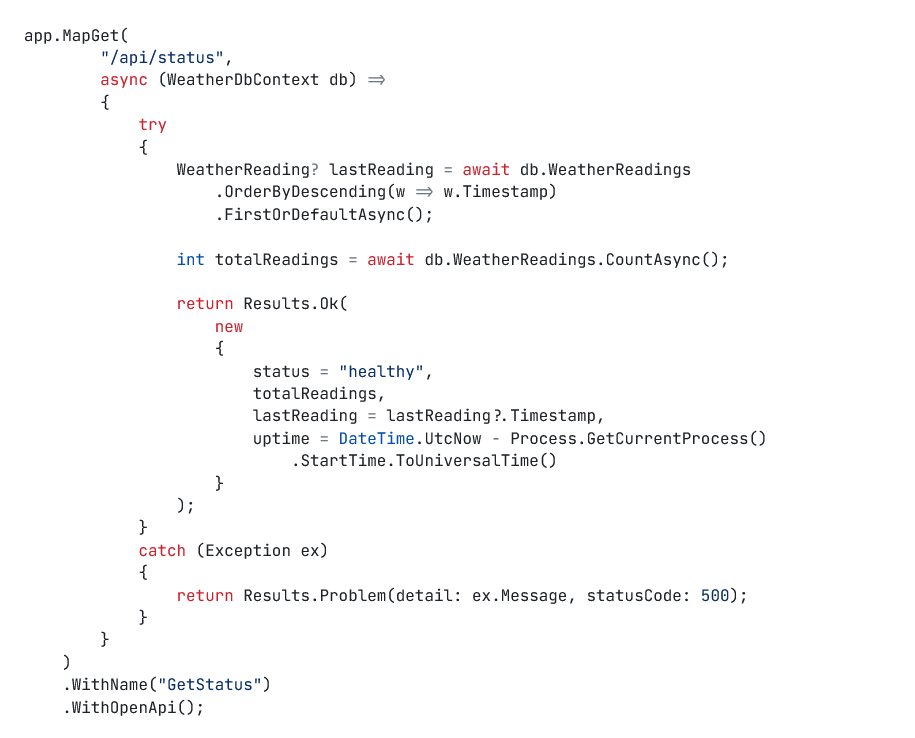 app.MapGet(
        "/api/status",
        async (WeatherDbContext db) =>
        {
            try
            {
                WeatherReading? lastReading = await db.WeatherReadings
                    .OrderByDescending(w => w.Timestamp)
                    .FirstOrDefaultAsync();

                int totalReadings = await db.WeatherReadings.CountAsync();

                return Results.Ok(
                    new
                    {
                        status = "healthy",
                        totalReadings,
                        lastReading = lastReading?.Timestamp,
                        uptime = DateTime.UtcNow - Process.GetCurrentProcess()
                            .StartTime.ToUniversalTime()
                    }
                );
            }
            catch (Exception ex)
            {
                return Results.Problem(detail: ex.Message, statusCode: 500);
            }
        }
    )
    .WithName("GetStatus")
    .WithOpenApi();